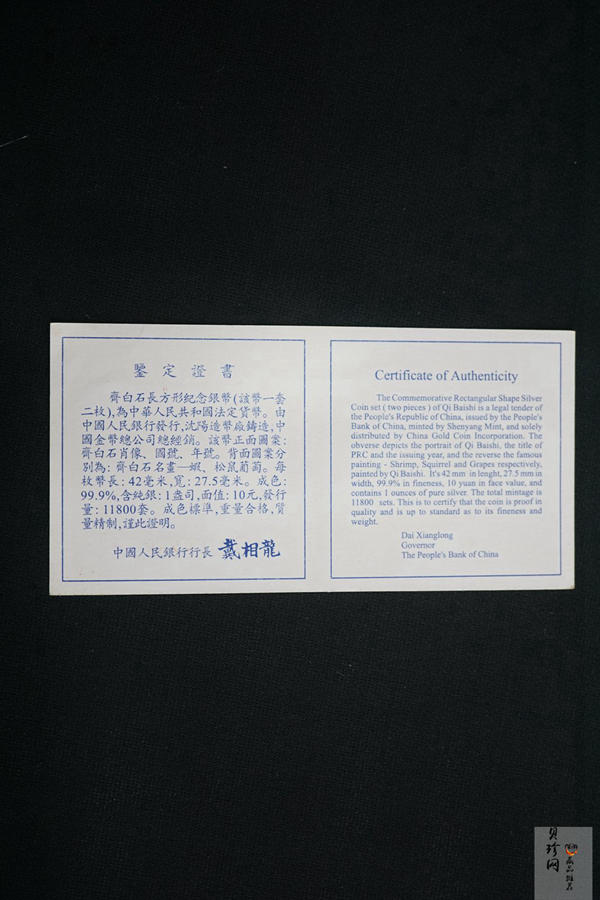 鑒定證書
齊白石長方形紀念銀幣(該幣一套
二枚),為中華人民共和國法定貨幣。由
中國人民銀行發行,沈陽造幣廠鑄造,中
國金幣總公司總經銷。該幣正面圖案:
齊白石肖像、國號、年號。背面圖案分
別為:齊白石名畫—蝦、松鼠葡萄。每
枚幣長:42毫米,寬:27.5毫米。成色:
99.9%,含純銀:1盎司,面值:10元,發行
量:11800套。成色標準,重量合格,質
量精制,謹此證明。
中國人民銀行行長 戴相龍
Certificate of Authenticity
The Commemorative Rectangular Shape Silver
Coin set ( two pieces ) of Qi Baishi is a legal tender of
the People's Republic of China, issued by the People's
Bank of China, minted by Shenyang Mint, and solely
distributed by China Gold Coin Incorporation. The
obverse depicts the portrait of Qi Baishi, the title of
PRC and the issuing year, and the reverse the famous
painting - Shrimp, Squirrel and Grapes respectively,
painted by Qi Baishi. It's 42 mm in lenght, 27.5 mm in
width, 99.9% in fineness, 10 yuan in face value, and
contains 1 ounces of pure silver. The total mintage is
11800 sets. This is to certify that the coin is proof in
quality and is up to standard as to its fineness and
weight.
Dai Xianglong
Governor
The People's Bank of China
貝珍网